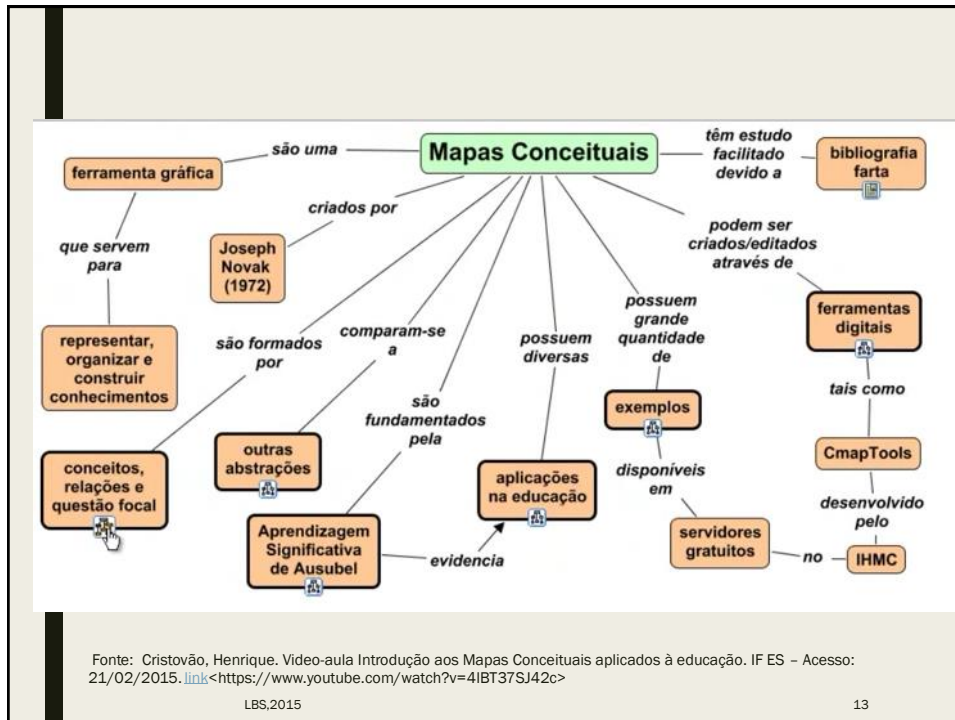 Mapas Conceituais
são uma
ferramenta gráfica
que servem
para
representar,
organizar e
construir
conhecimentos
criados por
Joseph
Novak
(1972)
são formados
por
conceitos,
relações e
questão focal
comparam-se
a
outras
abstrações
são
fundamentados
pela
Aprendizagem
Significativa
de Ausubel
evidencia
possuem
diversas
aplicações
na educação
possuem
grande
quantidade
de
exemplos
disponíveis
em
servidores
gratuitos
no
podem ser
criados/editados
através de
ferramentas
digitais
tais como
CmapTools
desenvolvido
pelo
IHMC
têm estudo
facilitado
devido a
bibliografia
farta
Fonte: Cristovão, Henrique. Video-aula Introdução aos Mapas Conceituais aplicados à educação. IF ES – Acesso:
21/02/2015. link<https://www.youtube.com/watch?v=4lBT37SJ42c>
LBS,2015
13